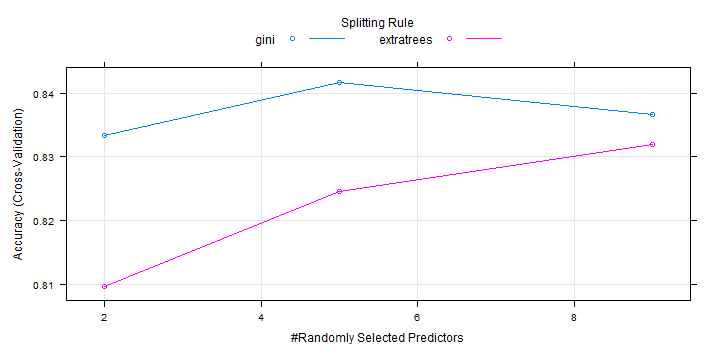 Splitting Rule
gini extratrees
0.84
0.83
0.82
0.81
Accuracy (Cross-Validation)
2 4 6 8
#Randomly Selected Predictors